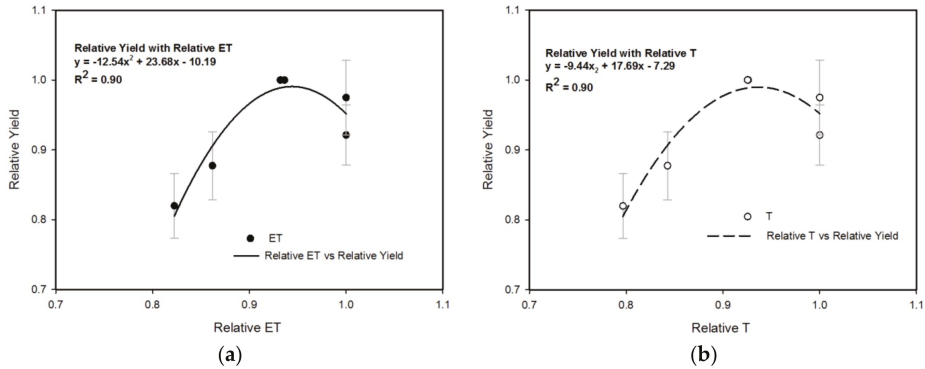 1.1
1.0
0.9
0.8
0.7
Relative Yield
Relative Yield with Relative ET
y = -12.54x² + 23.68x - 10.19
R² = 0.90
ET
Relative ET vs Relative Yield
0.7 0.8 0.9 1.0 1.1
Relative ET
(a)
1.1
1.0
0.9
0.8
0.7
Relative Yield
Relative Yield with Relative T
y = -9.44x₂ + 17.69x - 7.29
R² = 0.90
T
Relative T vs Relative Yield
0.7 0.8 0.9 1.0 1.1
Relative T
(b)